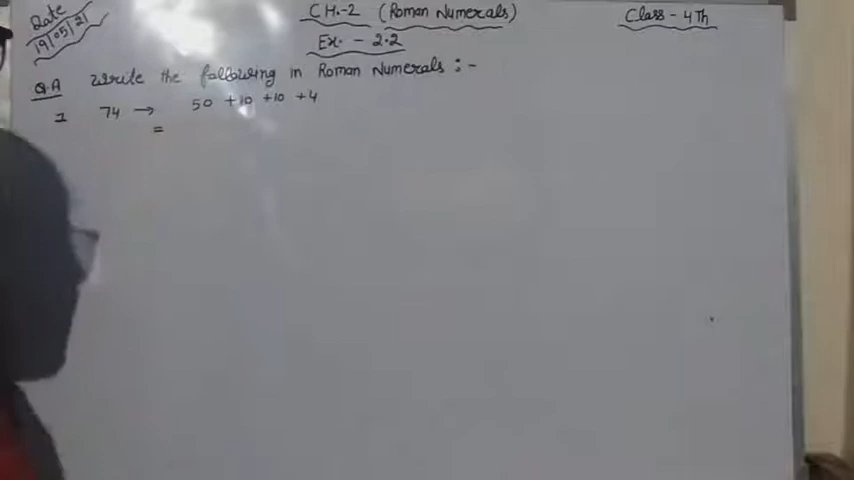 Date
19/05/21
CH.-2 (Roman Numerals)
Class - 4Th
Ex. - 2.2
Q.A Write the following in Roman Numerals :-
1 74 → 50 +10 +10 +4
=